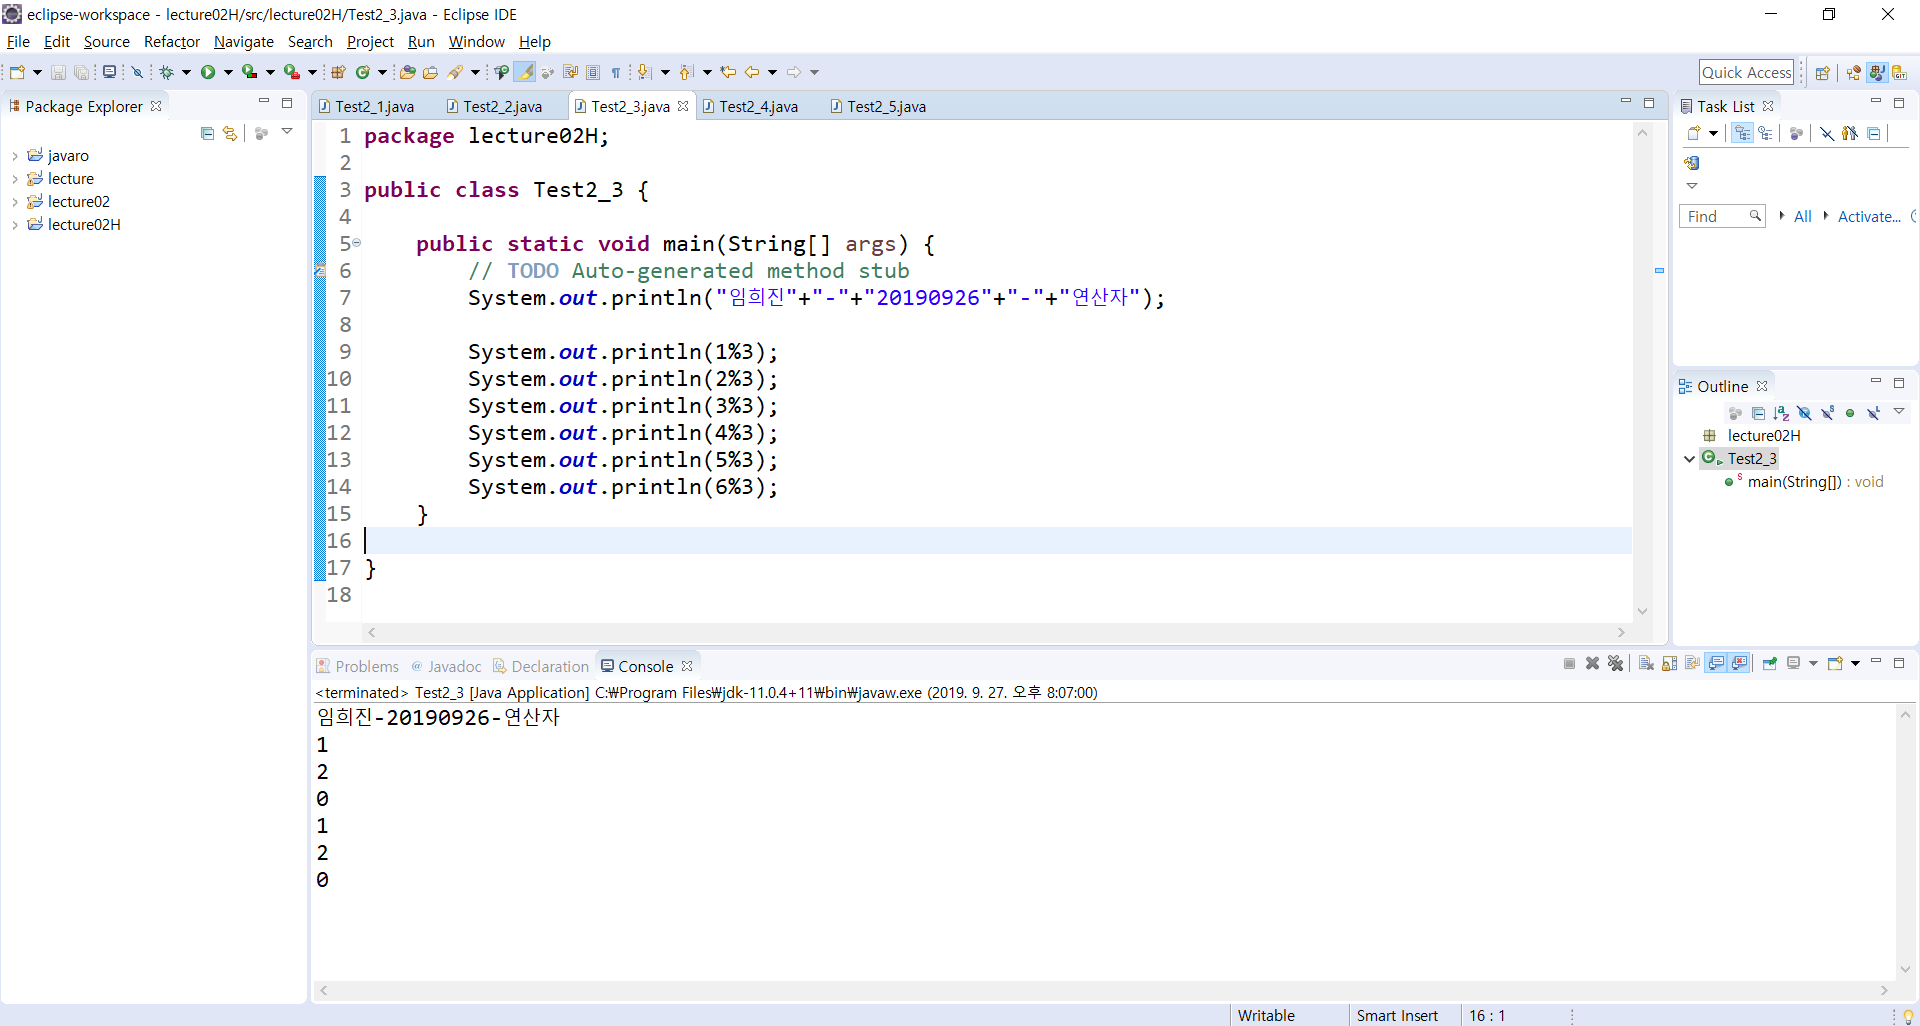 eclipse-workspace - lecture02H/src/lecture02H/Test2_3.java - Eclipse IDE
File Edit Source Refactor Navigate Search Project Run Window Help
Quick Access
Package Explorer
javaro
lecture
lecture02
lecture02H
Test2_1.java Test2_2.java Test2_3.java Test2_4.java Test2_5.java
1 package lecture02H;
2
3 public class Test2_3 {
4
5 public static void main(String[] args) {
6 // TODO Auto-generated method stub
7 System.out.println("임희진"+"-"+"20190926"+"-"+"연산자");
8
9 System.out.println(1%3);
10 System.out.println(2%3);
11 System.out.println(3%3);
12 System.out.println(4%3);
13 System.out.println(5%3);
14 System.out.println(6%3);
15 }
16
17 }
18
Task List
Find All Activate...
Outline
lecture02H
Test2_3
main(String[]) : void
Problems @ Javadoc Declaration Console
<terminated> Test2_3 [Java Application] C:₩Program Files₩jdk-11.0.4+11₩bin₩javaw.exe (2019. 9. 27. 오후 8:07:00)
임희진-20190926-연산자
1
2
0
1
2
0
Writable Smart Insert 16 : 1